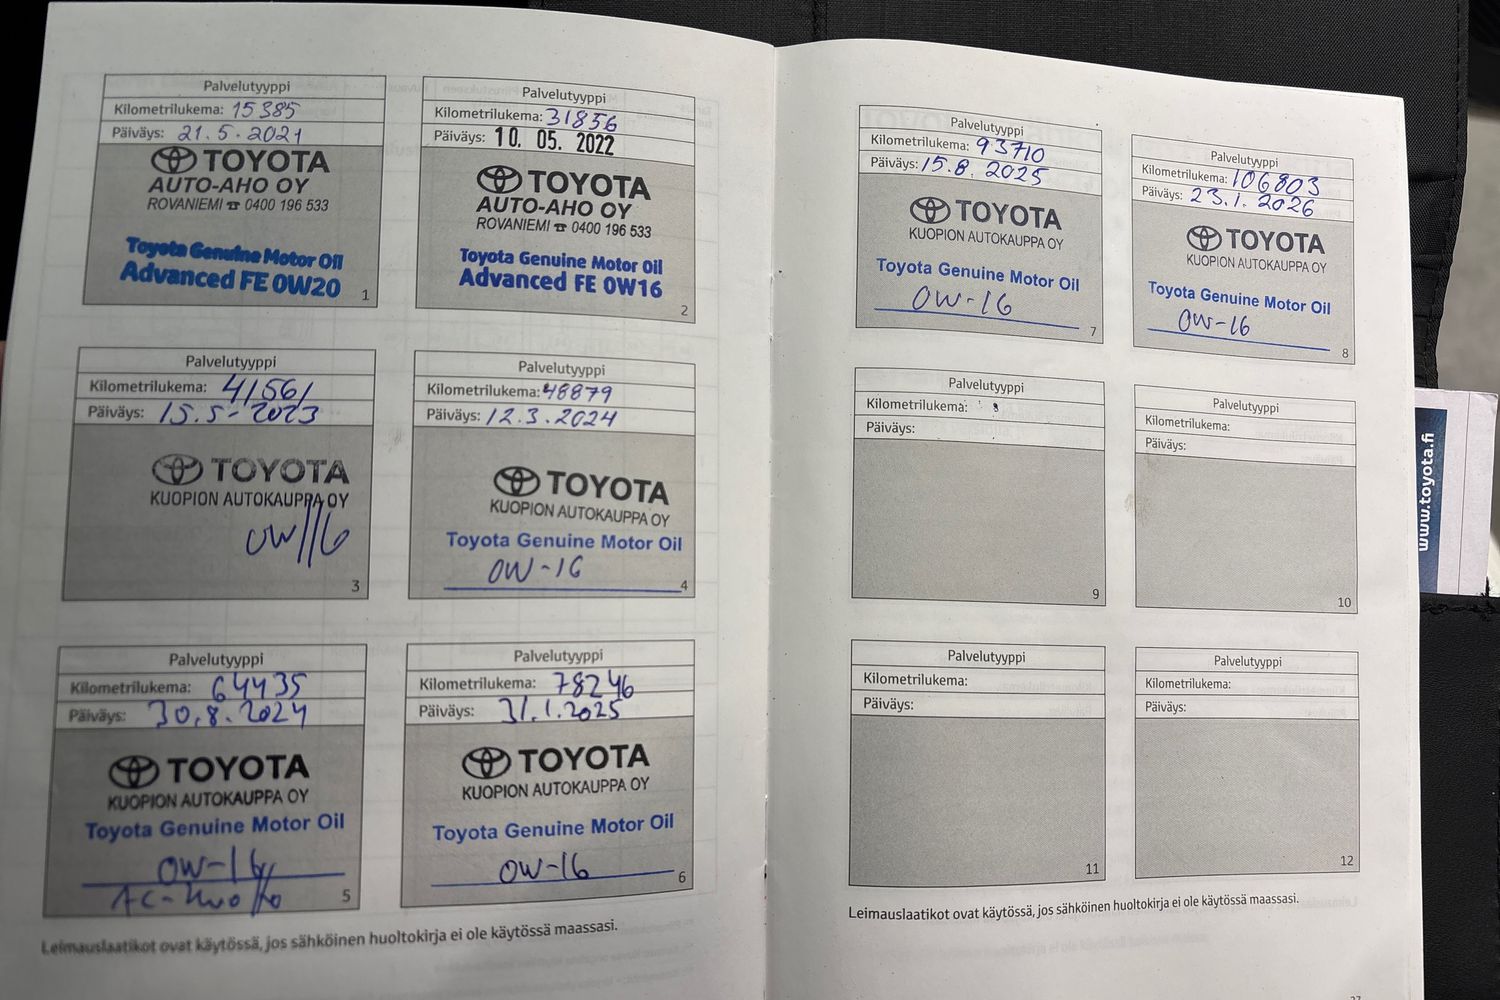 Palvelutyyppi
Kilometrilukema: 15385
Päiväys: 21.5.2021
TOYOTA
AUTO-AHO OY
ROVANIEMI ☎ 0400 196 533
Toyota Genuine Motor Oil
Advanced FE 0W20
1
Palvelutyyppi
Kilometrilukema: 31856
Päiväys: 10. 05. 2022
TOYOTA
AUTO-AHO OY
ROVANIEMI ☎ 0400 196 533
Toyota Genuine Motor Oil
Advanced FE 0W16
2
Palvelutyyppi
Kilometrilukema: 41561
Päiväys: 15.5-2023
TOYOTA
KUOPION AUTOKAUPPA OY
0W16
3
Palvelutyyppi
Kilometrilukema: 48879
Päiväys: 12.3.2024
TOYOTA
KUOPION AUTOKAUPPA OY
Toyota Genuine Motor Oil
0W-16
4
Palvelutyyppi
Kilometrilukema: 64435
Päiväys: 30.8.2024
TOYOTA
KUOPION AUTOKAUPPA OY
Toyota Genuine Motor Oil
0W-16
AC-huolto
5
Palvelutyyppi
Kilometrilukema: 78246
Päiväys: 31.1.2025
TOYOTA
KUOPION AUTOKAUPPA OY
Toyota Genuine Motor Oil
0W-16
6
Leimauslaatikot ovat käytössä, jos sähköinen huoltokirja ei ole käytössä maassasi.
Palvelutyyppi
Kilometrilukema: 93710
Päiväys: 15.8.2025
TOYOTA
KUOPION AUTOKAUPPA OY
Toyota Genuine Motor Oil
0W-16
7
Palvelutyyppi
Kilometrilukema: 106803
Päiväys: 23.1.2026
TOYOTA
KUOPION AUTOKAUPPA OY
Toyota Genuine Motor Oil
0W-16
8
Palvelutyyppi
Kilometrilukema:
Päiväys:
9
Palvelutyyppi
Kilometrilukema:
Päiväys:
10
Palvelutyyppi
Kilometrilukema:
Päiväys:
11
Palvelutyyppi
Kilometrilukema:
Päiväys:
12
Leimauslaatikot ovat käytössä, jos sähköinen huoltokirja ei ole käytössä maassasi.
www.toyota.fi